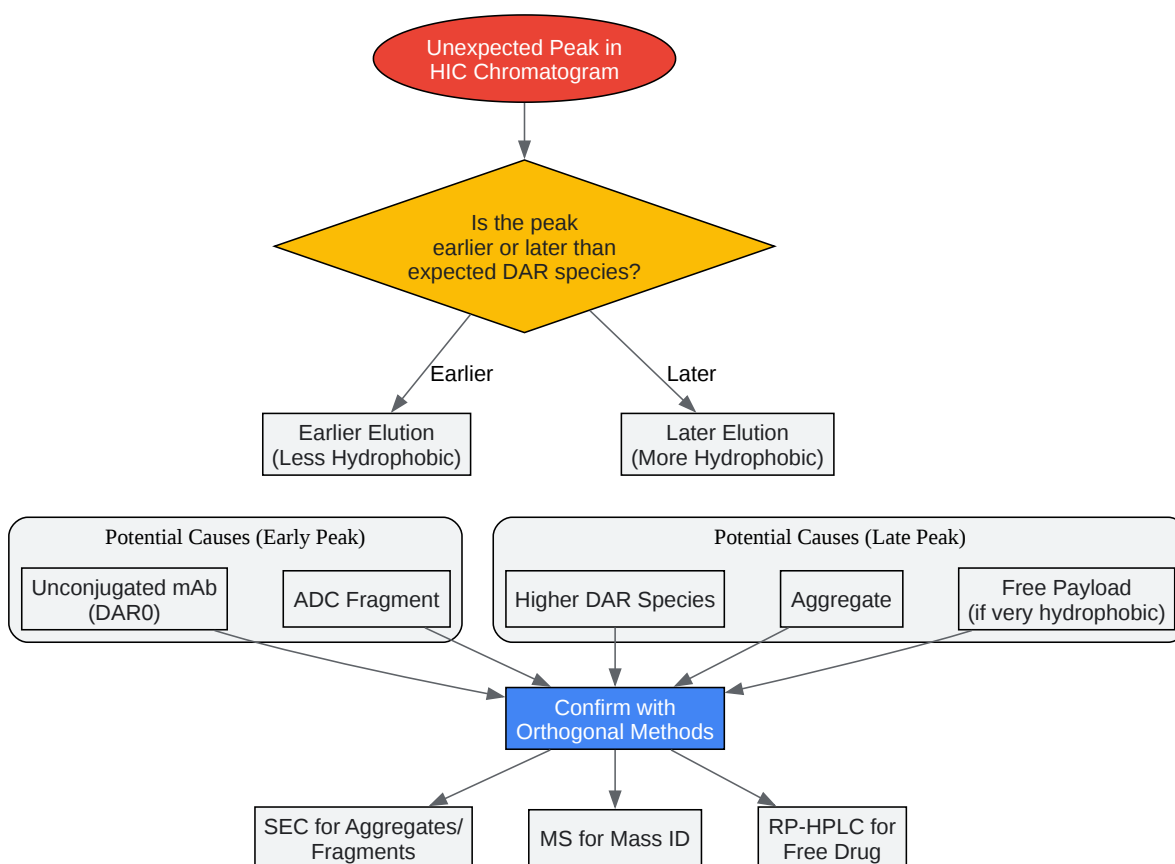 Unexpected Peak in
HIC Chromatogram
Is the peak
earlier or later than
expected DAR species?
Earlier
Later
Earlier Elution
(Less Hydrophobic)
Later Elution
(More Hydrophobic)
Potential Causes (Early Peak)
Potential Causes (Late Peak)
Unconjugated mAb
(DAR0)
ADC Fragment
Higher DAR Species
Aggregate
Free Payload
(if very hydrophobic)
Confirm with
Orthogonal Methods
SEC for Aggregates/
Fragments
MS for Mass ID
RP-HPLC for
Free Drug